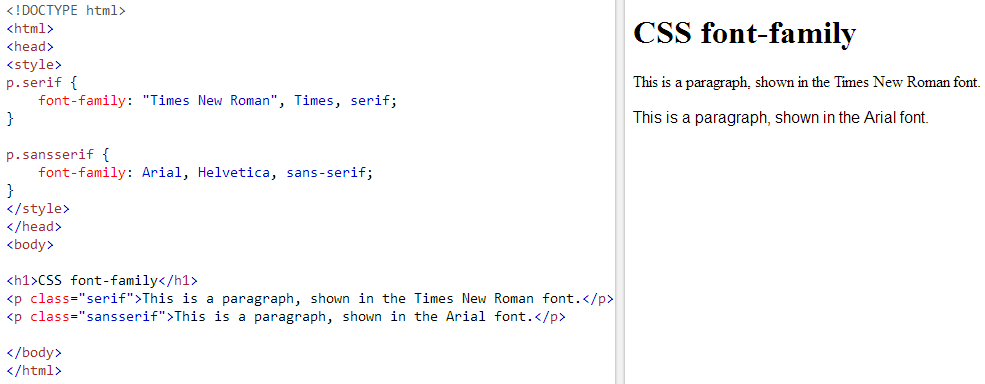 <!DOCTYPE html>
<html>
<head>
<style>
p.serif {
    font-family: "Times New Roman", Times, serif;
}

p.sansserif {
    font-family: Arial, Helvetica, sans-serif;
}
</style>
</head>
<body>

<h1>CSS font-family</h1>
<p class="serif">This is a paragraph, shown in the Times New Roman font.</p>
<p class="sansserif">This is a paragraph, shown in the Arial font.</p>

</body>
</html>
CSS font-family
This is a paragraph, shown in the Times New Roman font.
This is a paragraph, shown in the Arial font.